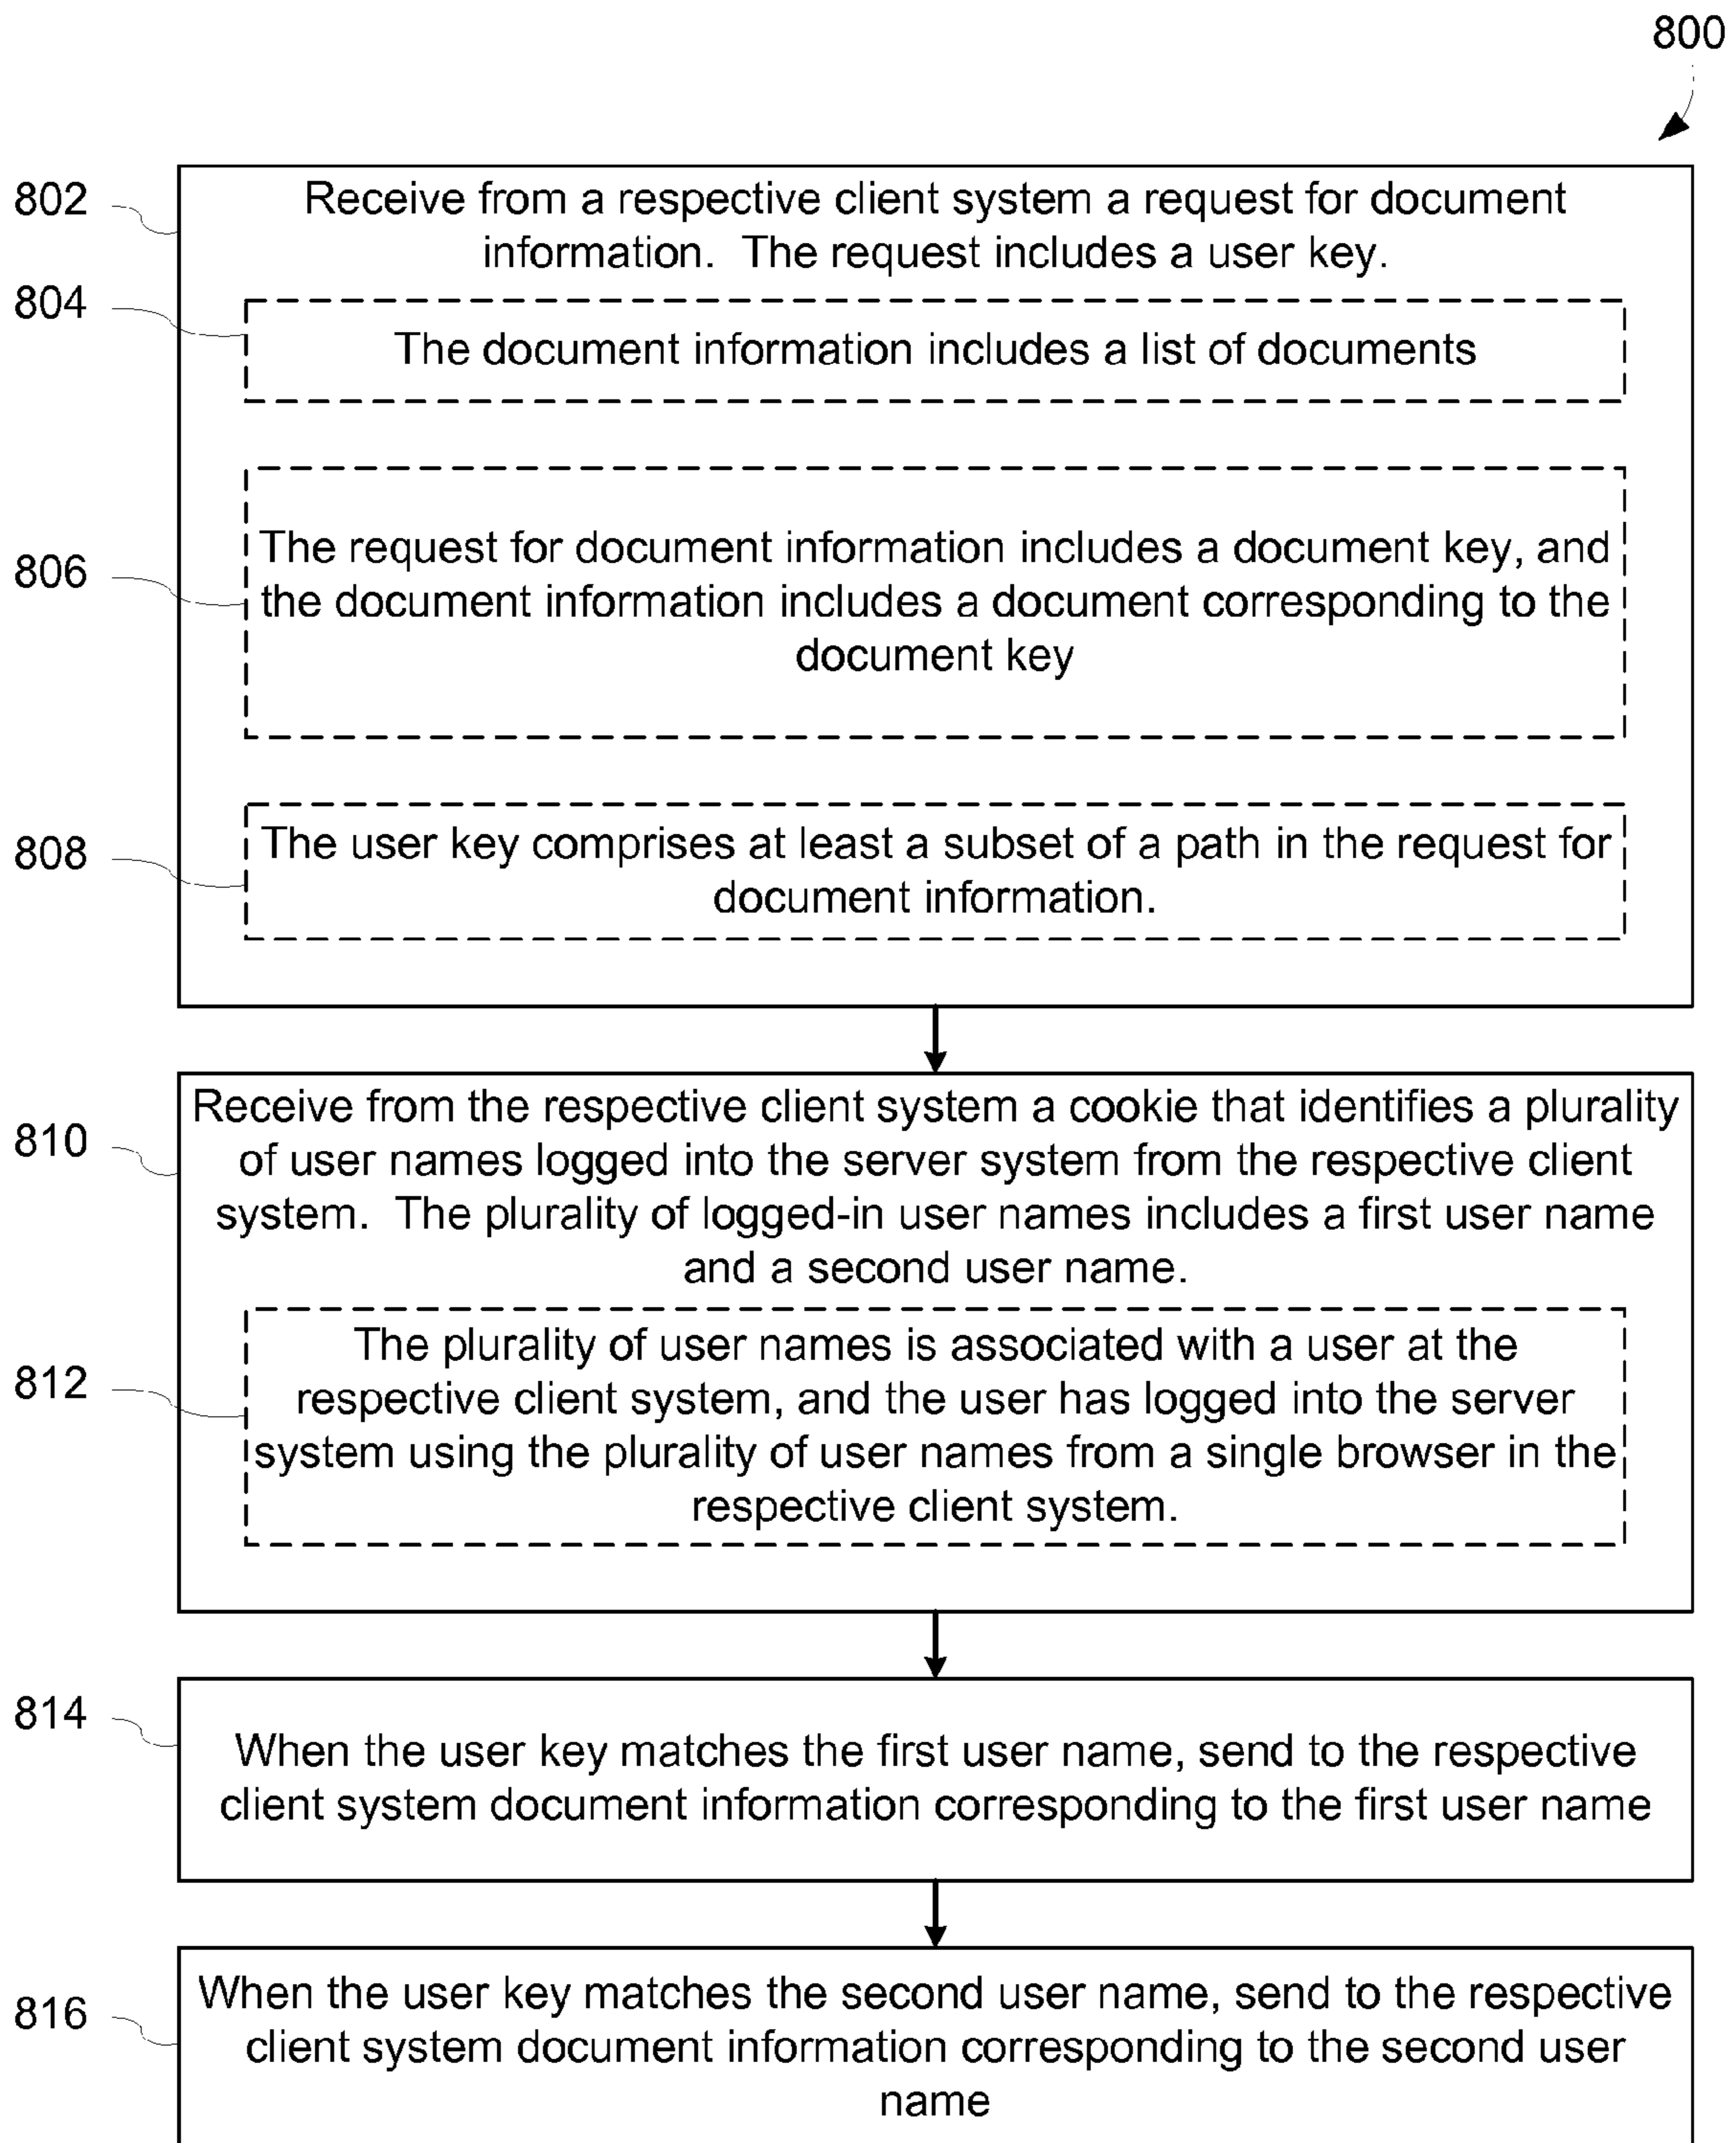 800
802
Receive from a respective client system a request for document
information. The request includes a user key.
804
The document information includes a list of documents
806
The request for document information includes a document key, and
the document information includes a document corresponding to the
document key
808
The user key comprises at least a subset of a path in the request for
document information.
810
Receive from the respective client system a cookie that identifies a plurality
of user names logged into the server system from the respective client
system. The plurality of logged-in user names includes a first user name
and a second user name.
812
The plurality of user names is associated with a user at the
respective client system, and the user has logged into the server
system using the plurality of user names from a single browser in the
respective client system.
814
When the user key matches the first user name, send to the respective
client system document information corresponding to the first user name
816
When the user key matches the second user name, send to the respective
client system document information corresponding to the second user
name